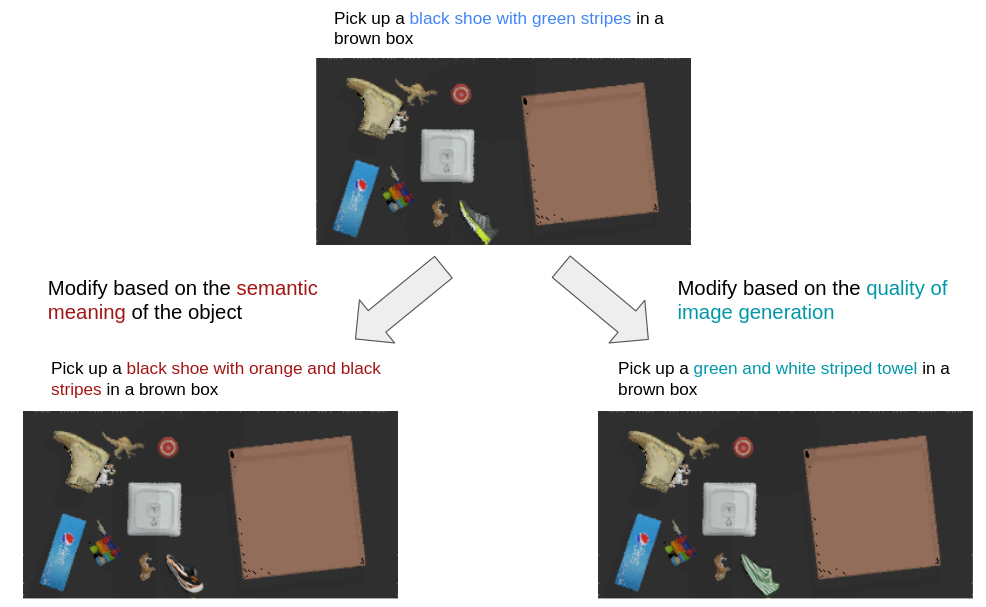 Pick up a black shoe with green stripes in a
brown box
Modify based on the semantic
meaning of the object
Modify based on the quality of
image generation
Pick up a black shoe with orange and black
stripes in a brown box
Pick up a green and white striped towel in a
brown box